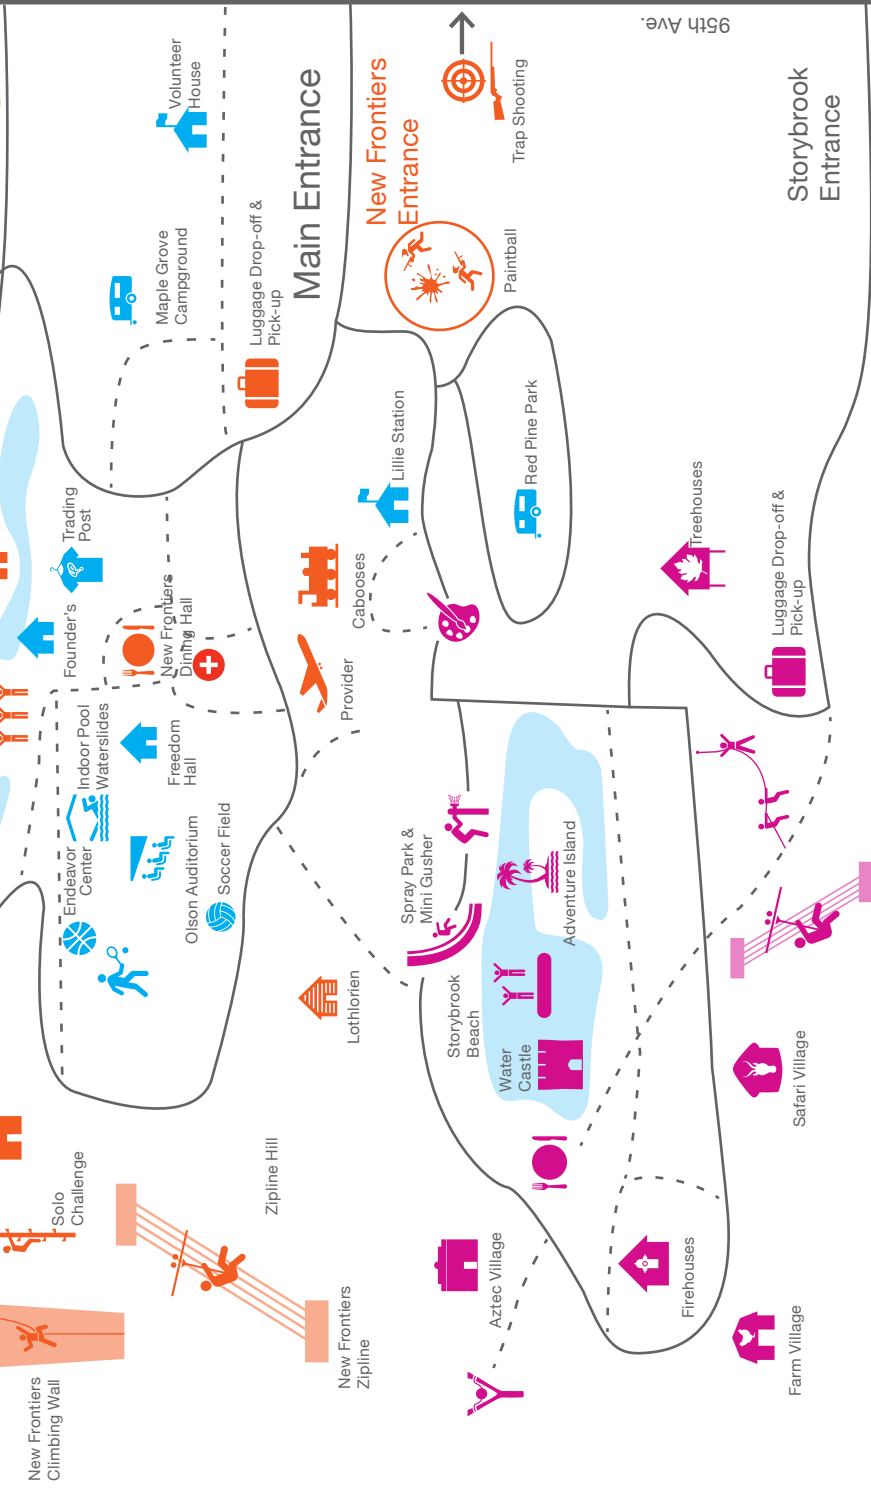 95th Ave.
Volunteer
House
Main Entrance
New Frontiers
Entrance
Trap Shooting
Storybrook
Entrance
Maple Grove
Campground
Luggage Drop-off &
Pick-up
Paintball
Lillie Station
Red Pine Park
Trading
Post
Treehouses
Luggage Drop-off &
Pick-up
Cabooses
Founder's
New Frontiers
Dining Hall
Provider
Indoor Pool
Waterslides
Freedom
Hall
Endeavor
Center
Olson Auditorium
Soccer Field
Spray Park &
Mini Gusher
Adventure Island
Lothlorien
Storybrook
Beach
Water
Castle
Safari Village
Solo
Challenge
Zipline Hill
Aztec Village
Firehouses
Farm Village
New Frontiers
Zipline
New Frontiers
Climbing Wall